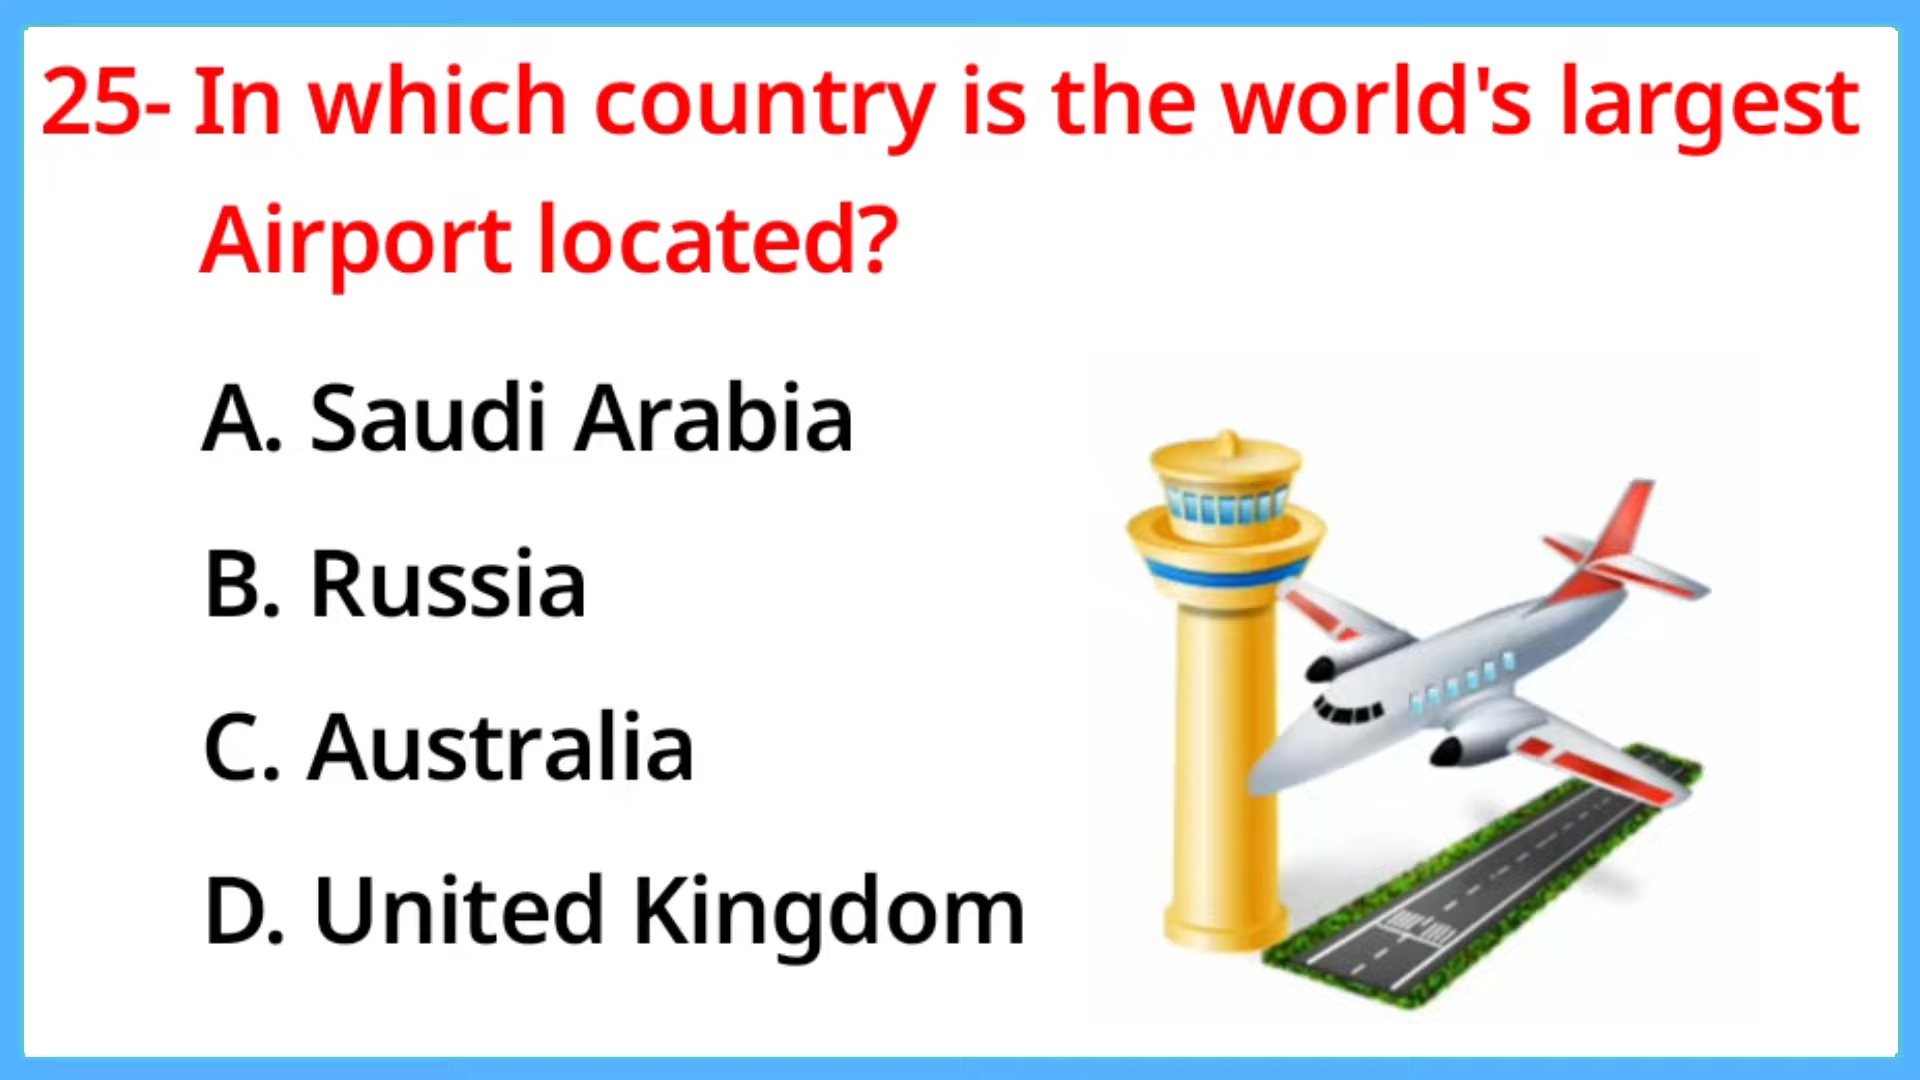 25- In which country is the world's largest
Airport located?
A. Saudi Arabia
B. Russia
C. Australia
D. United Kingdom